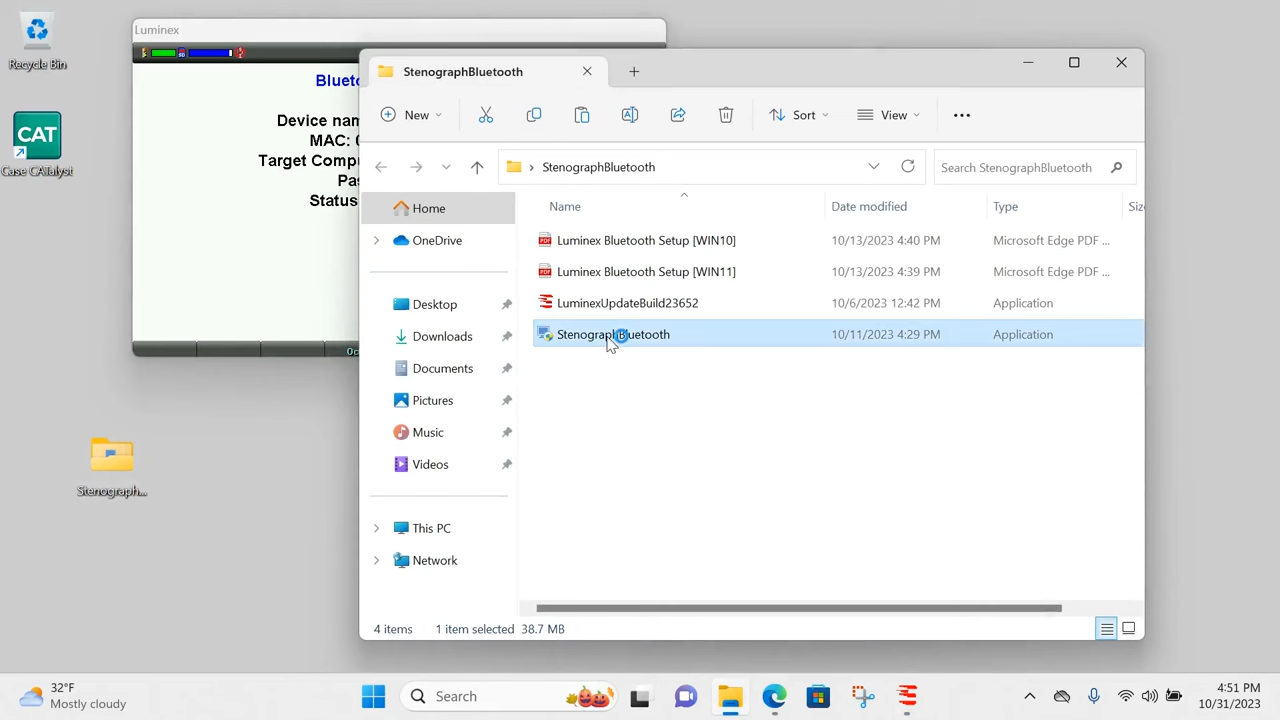 Recycle Bin
CAT
Case CATalyst
Stenograph...
Luminex
Blueto
Device nam
MAC:
Target Comp
Pas
Status
StenographBluetooth
New
Sort
View
StenographBluetooth
Search StenographBluetooth
Name
Date modified
Type
Siz
Home
OneDrive
Desktop
Downloads
Documents
Pictures
Music
Videos
This PC
Network
PDF Luminex Bluetooth Setup [WIN10] 10/13/2023 4:40 PM Microsoft Edge PDF ...
PDF Luminex Bluetooth Setup [WIN11] 10/13/2023 4:39 PM Microsoft Edge PDF ...
LuminexUpdateBuild23652 10/6/2023 12:42 PM Application
StenographBluetooth 10/11/2023 4:29 PM Application
4 items 1 item selected 38.7 MB
32°F
Mostly cloudy
Search
4:51 PM
10/31/2023